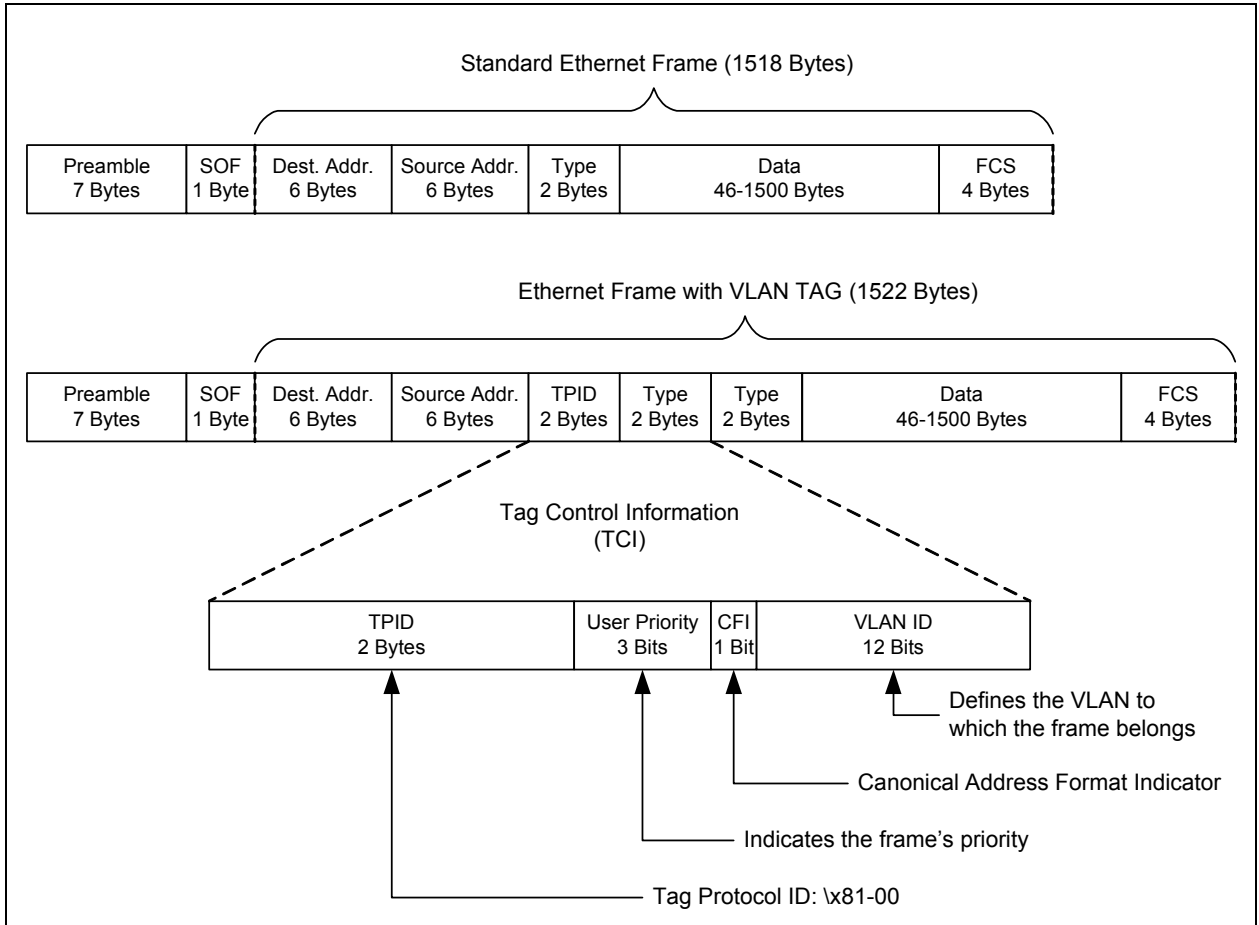 Standard Ethernet Frame (1518 Bytes)
Preamble
7 Bytes
SOF
1 Byte
Dest. Addr.
6 Bytes
Source Addr.
6 Bytes
Type
2 Bytes
Data
46-1500 Bytes
FCS
4 Bytes
Ethernet Frame with VLAN TAG (1522 Bytes)
Preamble
7 Bytes
SOF
1 Byte
Dest. Addr.
6 Bytes
Source Addr.
6 Bytes
TPID
2 Bytes
Type
2 Bytes
Type
2 Bytes
Data
46-1500 Bytes
FCS
4 Bytes
Tag Control Information
(TCI)
TPID
2 Bytes
User Priority
3 Bits
CFI
1 Bit
VLAN ID
12 Bits
Defines the VLAN to
which the frame belongs
Canonical Address Format Indicator
Indicates the frame's priority
Tag Protocol ID: \x81-00